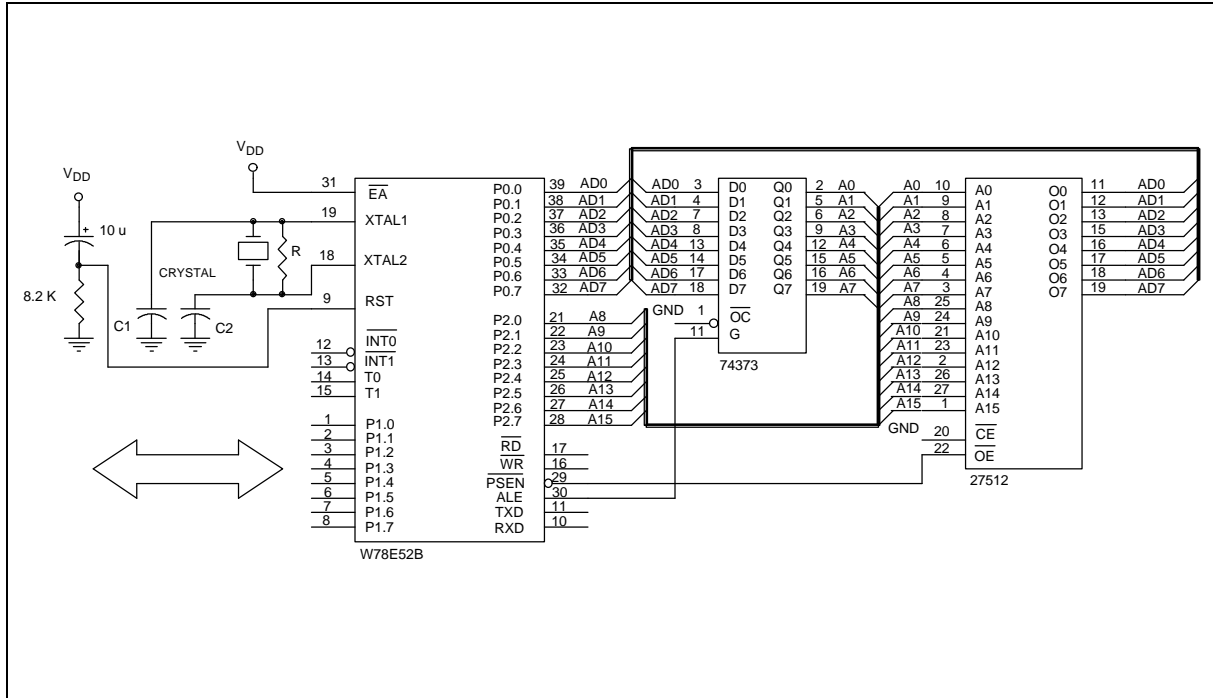 VDD
10 u
8.2 K
VDD
CRYSTAL
R
C1
C2
31 EA
19 XTAL1
18 XTAL2
9 RST
12 INT0
13 INT1
14 T0
15 T1
1 P1.0
2 P1.1
3 P1.2
4 P1.3
5 P1.4
6 P1.5
7 P1.6
8 P1.7
P0.0 39 AD0
P0.1 38 AD1
P0.2 37 AD2
P0.3 36 AD3
P0.4 35 AD4
P0.5 34 AD5
P0.6 33 AD6
P0.7 32 AD7
P2.0 21 A8
P2.1 22 A9
P2.2 23 A10
P2.3 24 A11
P2.4 25 A12
P2.5 26 A13
P2.6 27 A14
P2.7 28 A15
RD 17
WR 16
PSEN 29
ALE 30
TXD 11
RXD 10
W78E52B
AD0 3 D0 Q0 2 A0
AD1 4 D1 Q1 5 A1
AD2 7 D2 Q2 6 A2
AD3 8 D3 Q3 9 A3
AD4 13 D4 Q4 12 A4
AD5 14 D5 Q5 15 A5
AD6 17 D6 Q6 16 A6
AD7 18 D7 Q7 19 A7
GND 1 OC
11 G
74373
A0 10 A0 O0 11 AD0
A1 9 A1 O1 12 AD1
A2 8 A2 O2 13 AD2
A3 7 A3 O3 15 AD3
A4 6 A4 O4 16 AD4
A5 5 A5 O5 17 AD5
A6 4 A6 O6 18 AD6
A7 3 A7 O7 19 AD7
A8 25 A8
A9 24 A9
A10 21 A10
A11 23 A11
A12 2 A12
A13 26 A13
A14 27 A14
A15 1 A15
GND 20 CE
22 OE
27512